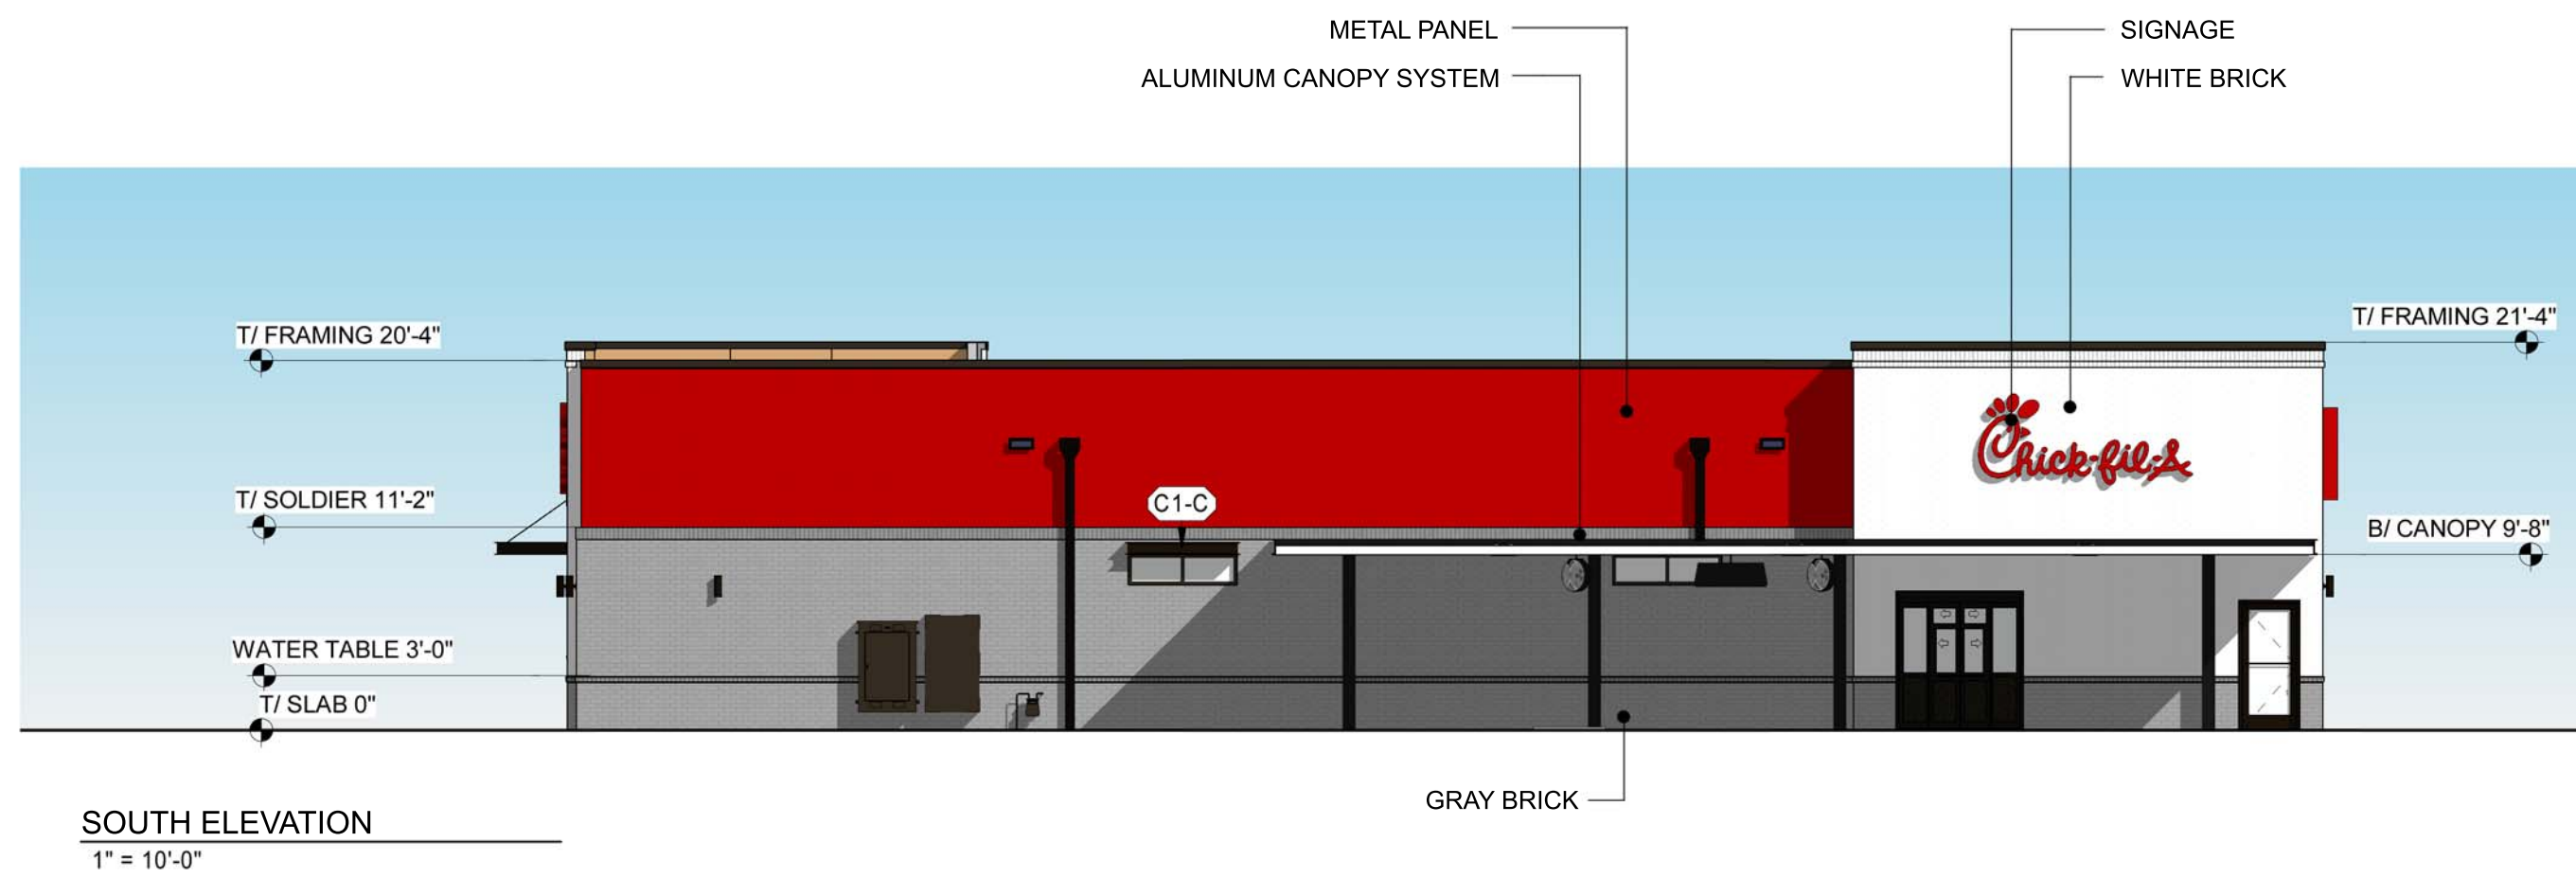 METAL PANEL
SIGNAGE
ALUMINUM CANOPY SYSTEM
WHITE BRICK
T/ FRAMING 20'-4"
T/ FRAMING 21'-4"
Chick-fil-A
T/ SOLDIER 11'-2"
C1-C
B/ CANOPY 9'-8"
WATER TABLE 3'-0"
T/ SLAB 0"
GRAY BRICK
SOUTH ELEVATION
1" = 10'-0"